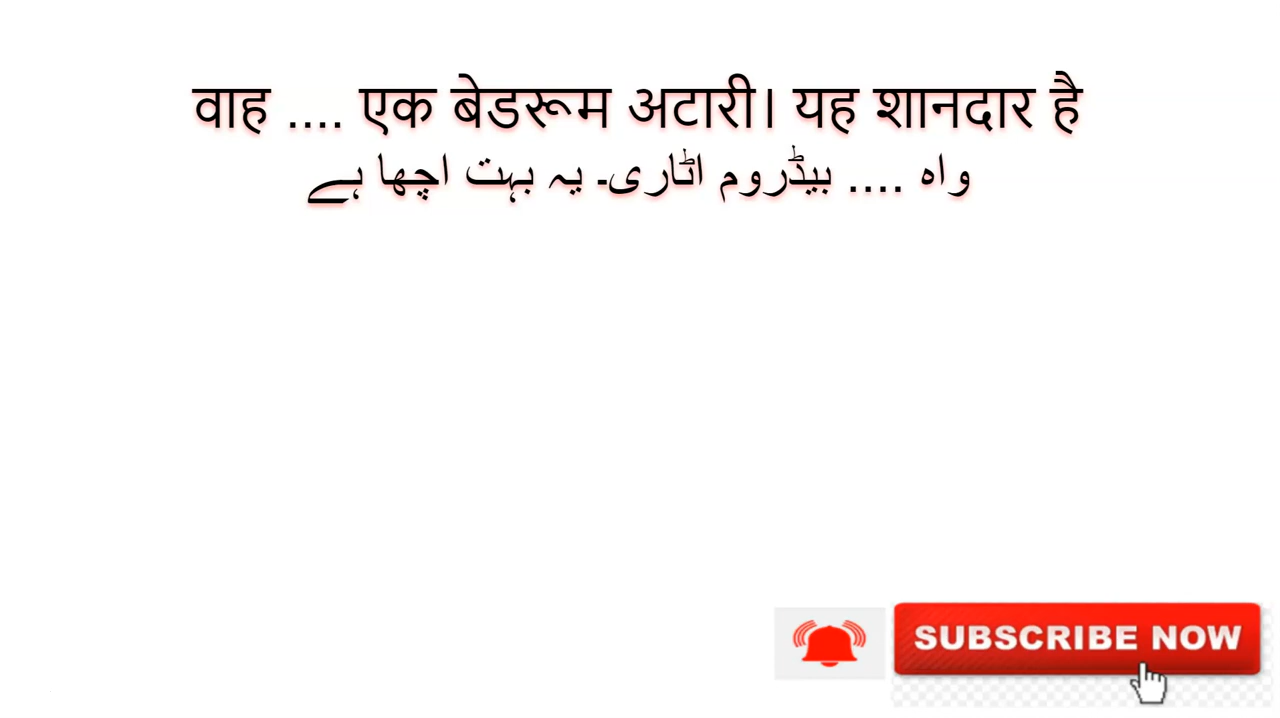 वाह .... एक बेडरूम अटारी। यह शानदार है
واہ .... بیڈروم اٹاری۔ یہ بہت اچھا ہے
SUBSCRIBE NOW